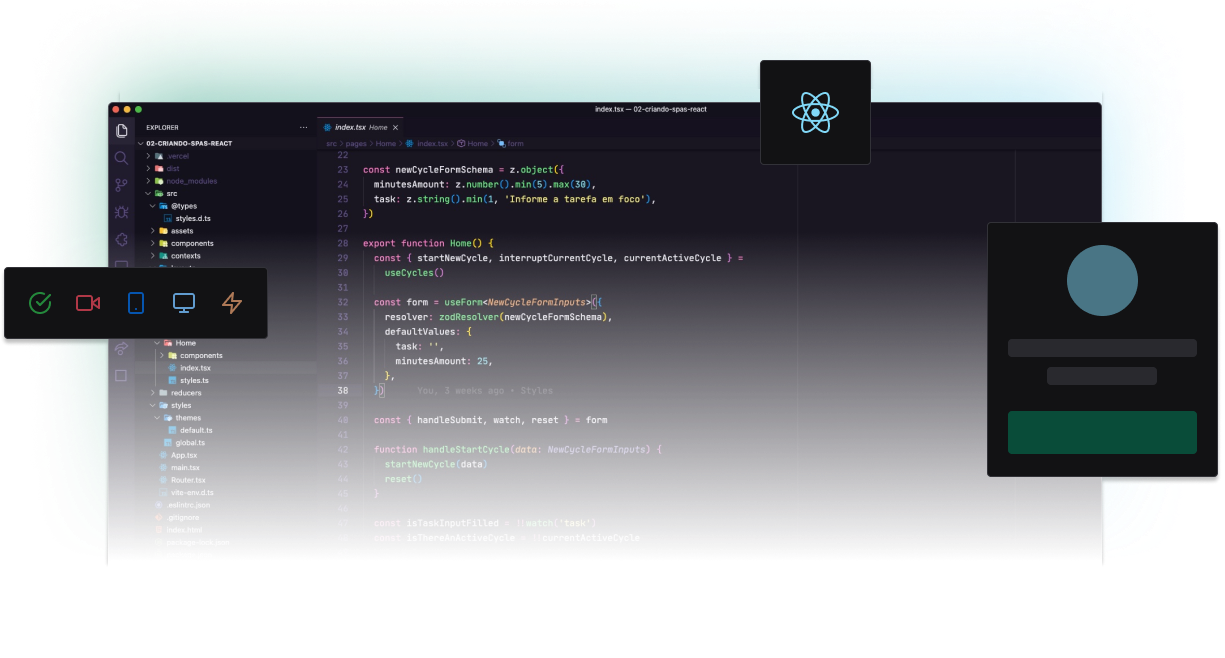 index.tsx — 02-criando-spas-react
EXPLORER
···
index.tsx Home ×
02-CRIANDO-SPAS-REACT
src > pages > Home > index.tsx > Home > form
.vercel
dist
node_modules
src
@types
styles.d.ts
assets
components
contexts
Home
components
index.tsx
styles.ts
reducers
styles
themes
default.ts
global.ts
App.tsx
main.tsx
Router.tsx
vite-env.d.ts
.eslintrc.json
.gitignore
index.html
22
23 const newCycleFormSchema = z.object({
24 minutesAmount: z.number().min(5).max(30),
25 task: z.string().min(1, 'Informe a tarefa em foco'),
26 })
27
28 export function Home() {
29 const { startNewCycle, interruptCurrentCycle, currentActiveCycle } =
30 useCycles()
31
32 const form = useForm<NewCycleFormInputs>({
33 resolver: zodResolver(newCycleFormSchema),
34 defaultValues: {
35 task: '',
36 minutesAmount: 25,
37 },
38 }) You, 3 weeks ago • Styles
39
40 const { handleSubmit, watch, reset } = form
41
42 function handleStartCycle(data: NewCycleFormInputs) {
43 startNewCycle(data)
44 reset()
45 }
47 const isTaskInputFilled = !!watch('task')
const isThereAnActiveCycle = !!currentActiveCycle